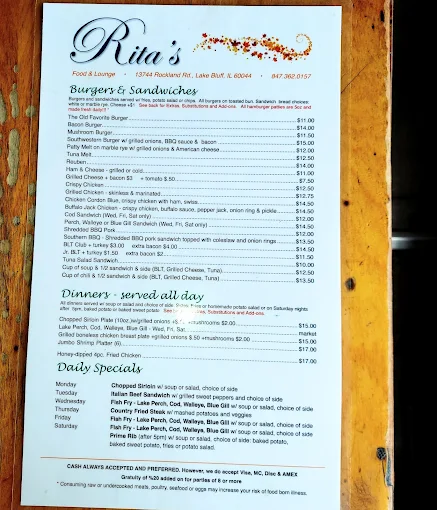 Rita's
Food & Lounge • 13744 Rockland Rd., Lake Bluff, IL 60044 • 847.362.0157
Burgers & Sandwiches
Burgers and sandwiches served w/ fries, potato salad or chips. All burgers on toasted bun. Sandwich bread choices:
white or marble rye. Cheese +$1 See back for Extras, Substitutions and Add-ons. All hamburger patties are 8oz and
made fresh daily!! *
The Old Favorite Burger $11.00
Bacon Burger $14.00
Mushroom Burger $11.50
Southwestern Burger w/ grilled onions, BBQ sauce & bacon $15.00
Patty Melt on marble rye w/ grilled onions & American cheese $12.00
Tuna Melt $12.50
Reuben $14.00
Ham & Cheese - grilled or cold $11.00
Grilled Cheese + bacon $3 + tomato $.50 $7.50
Crispy Chicken $12.50
Grilled Chicken - skinless & marinated $12.75
Chicken Cordon Blue, crispy chicken w/ ham, swiss $14.50
Buffalo Jack Chicken - crispy chicken, buffalo sauce, pepper jack, onion ring & pickle $14.50
Cod Sandwich (Wed, Fri, Sat only) $12.00
Perch, Walleye or Blue Gill Sandwich (Wed, Fri, Sat only) $14.50
Shredded BBQ Pork $12.00
Southern BBQ - Shredded BBQ pork sandwich topped with coleslaw and onion rings $13.50
BLT Club + turkey $3.00 extra bacon $4.00 $14.50
Jr. BLT + turkey $1.50 extra bacon $2 $11.50
Tuna Salad Sandwich $10.00
Cup of soup & 1/2 sandwich & side (BLT, Grilled Cheese, Tuna) $12.50
Cup of chili & 1/2 sandwich & side (BLT, Grilled Cheese, Tuna) $13.50
Dinners - served all day
All dinners served w/ soup or salad and choice of side: fries or homemade potato salad or on Saturday nights
after 5pm, baked potato or baked sweet potato. See Extras, Substitutions and Add-ons.
Chopped Sirloin Plate (10oz.)w/grilled onions +mushrooms $2.00 $15.00
Lake Perch, Cod, Walleye, Blue Gill - Wed, Fri, Sat market
Grilled boneless chicken breast plate +grilled onions $.50 +mushrooms $2.00 $15.00
Jumbo Shrimp Platter (6) $17.00
Honey-dipped 4pc. Fried Chicken $17.00
Daily Specials
Monday Chopped Sirloin w/ soup or salad, choice of side
Tuesday Italian Beef Sandwich w/ grilled sweet peppers and choice of side
Wednesday Fish Fry - Lake Perch, Cod, Walleye, Blue Gill w/ soup or salad, choice of side
Thursday Country Fried Steak w/ mashed potatoes and veggies
Friday Fish Fry - Lake Perch, Cod, Walleye, Blue Gill w/ soup or salad, choice of side
Saturday Fish Fry - Lake Perch, Cod, Walleye, Blue Gill w/ soup or salad, choice of side
Prime Rib (after 5pm) w/ soup or salad, choice of side: baked potato,
baked sweet potato, fries or potato salad.
CASH ALWAYS ACCEPTED AND PREFERRED. However, we do accept Visa, MC, Disc & AMEX
Gratuity of %20 added on for parties of 6 or more
* Consuming raw or undercooked meats, poultry, seafood or eggs may increase your risk of food born illness.